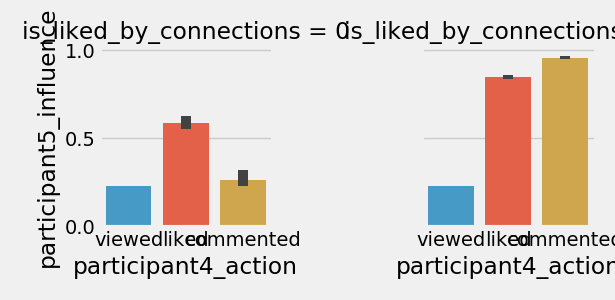 is_liked_by_connections = 0
is_liked_by_connections
participant5_influence
1.0
0.5
0.0
viewed liked commented
viewed liked commented
participant4_action
participant4_action